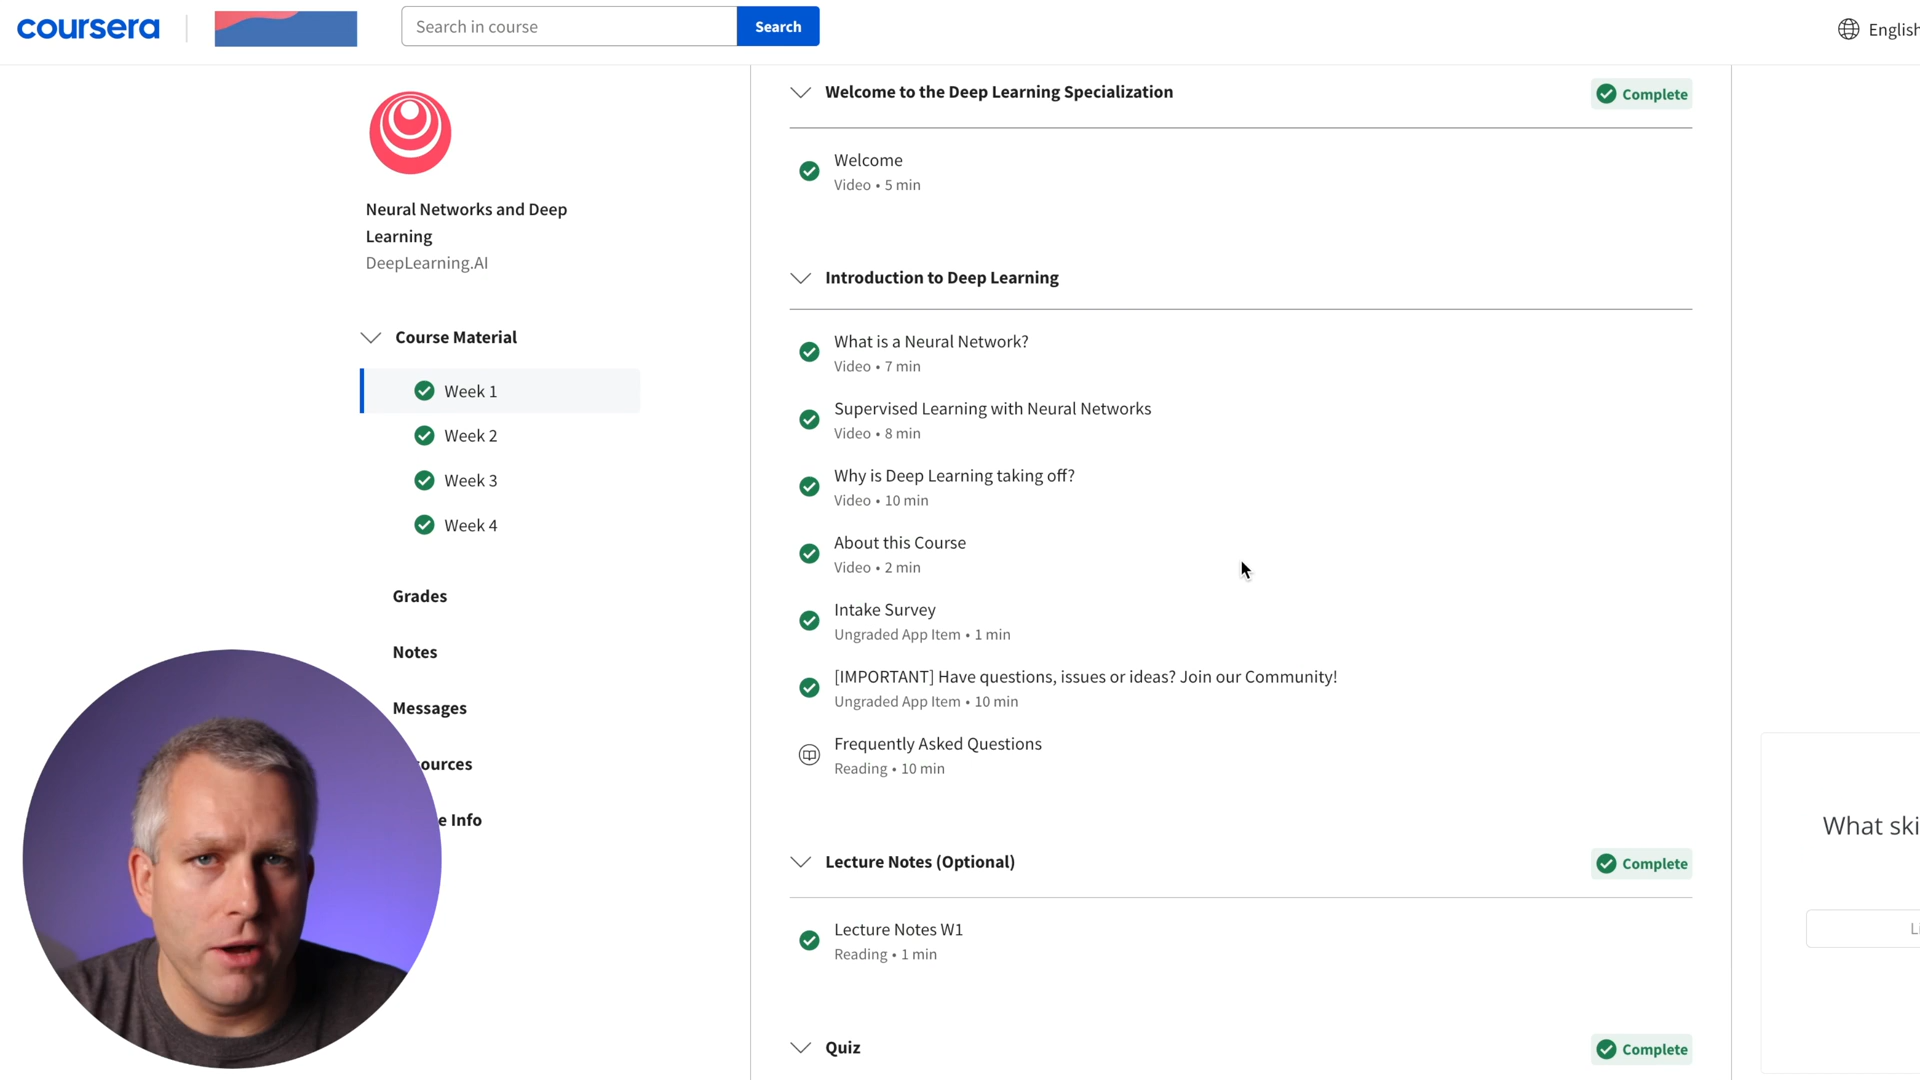 coursera
Search in course
Search
English
Neural Networks and Deep
Learning
DeepLearning.AI
Course Material
Week 1
Week 2
Week 3
Week 4
Grades
Notes
Messages
ources
e Info
Welcome to the Deep Learning Specialization
Complete
Welcome
Video • 5 min
Introduction to Deep Learning
What is a Neural Network?
Video • 7 min
Supervised Learning with Neural Networks
Video • 8 min
Why is Deep Learning taking off?
Video • 10 min
About this Course
Video • 2 min
Intake Survey
Ungraded App Item • 1 min
[IMPORTANT] Have questions, issues or ideas? Join our Community!
Ungraded App Item • 10 min
Frequently Asked Questions
Reading • 10 min
Lecture Notes (Optional)
Complete
Lecture Notes W1
Reading • 1 min
Quiz
Complete
What ski
Li